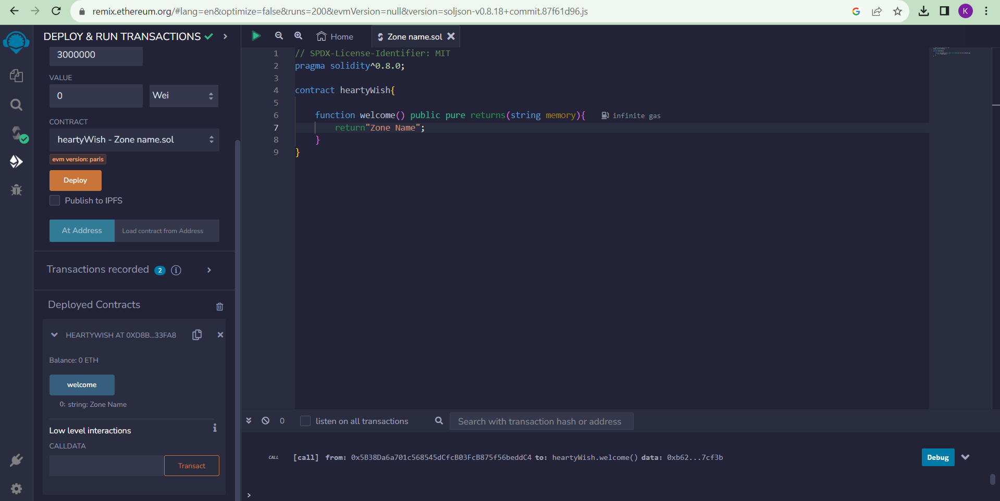 remix.ethereum.org/#lang=en&optimize=false&runs=200&evmVersion=null&version=soljson-v0.8.18+commit.87f61d96.js
K
DEPLOY & RUN TRANSACTIONS
3000000
VALUE
0
Wei
CONTRACT
heartyWish - Zone name.sol
evm version: paris
Deploy
Publish to IPFS
At Address
Load contract from Address
Transactions recorded 2
Deployed Contracts
HEARTYWISH AT 0XD8B...33FA8
Balance: 0 ETH
welcome
0: string: Zone Name
Low level interactions
CALLDATA
Transact
Home
Zone name.sol
1 // SPDX-License-Identifier: MIT
2 pragma solidity^0.8.0;
3
4 contract heartyWish{
5
6 function welcome() public pure returns(string memory){ infinite gas
7 return"Zone Name";
8 }
9 }
0
listen on all transactions
Search with transaction hash or address
CALL [call] from: 0x5B38Da6a701c568545dCfcB03FcB875f56beddC4 to: heartyWish.welcome() data: 0xb62...7cf3b
Debug
>